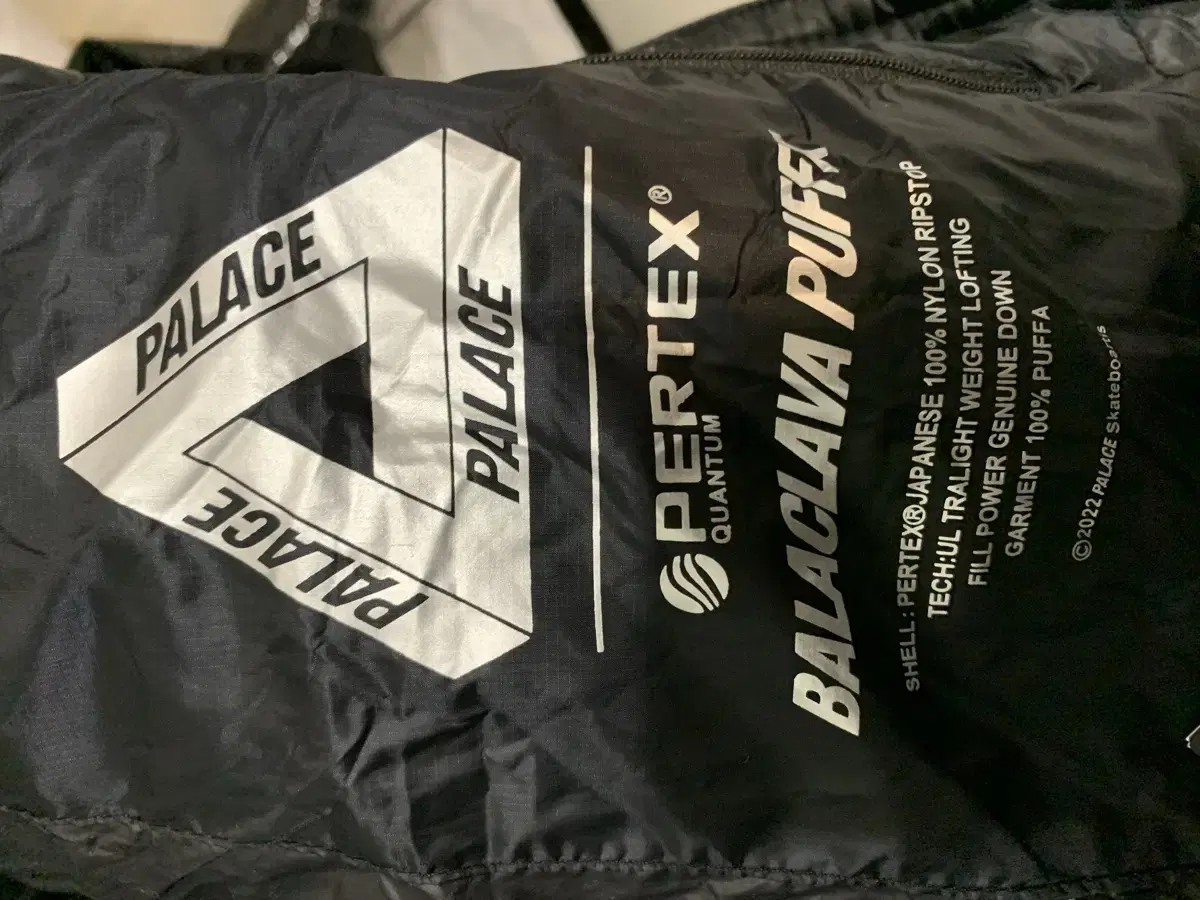 PALACE
PALACE
PALACE
PERTEX®
QUANTUM
BALACLAVA PUFFA
SHELL: PERTEX®JAPANESE 100% NYLON RIPSTOP
TECH:UL TRALIGHT WEIGHT LOFTING
FILL POWER GENUINE DOWN
GARMENT 100% PUFFA
©2022 PALACE Skateboards